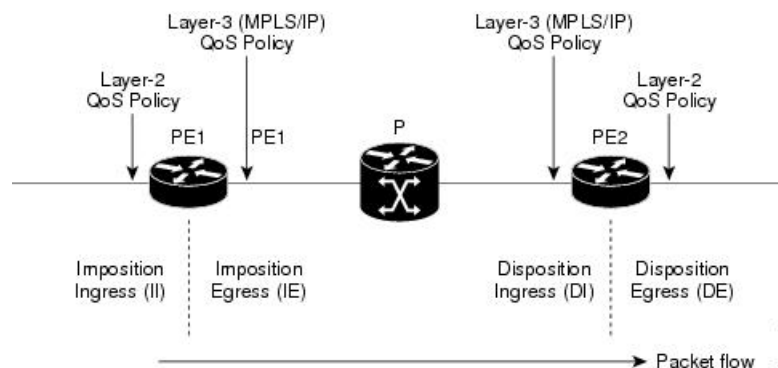 Layer-3 (MPLS/IP)
QoS Policy
Layer-3 (MPLS/IP)
QoS Policy
Layer-2
QoS Policy
Layer-2
QoS Policy
PE1
PE1
P
PE2
Imposition
Ingress (II)
Imposition
Egress (IE)
Disposition
Ingress (DI)
Disposition
Egress (DE)
Packet flow